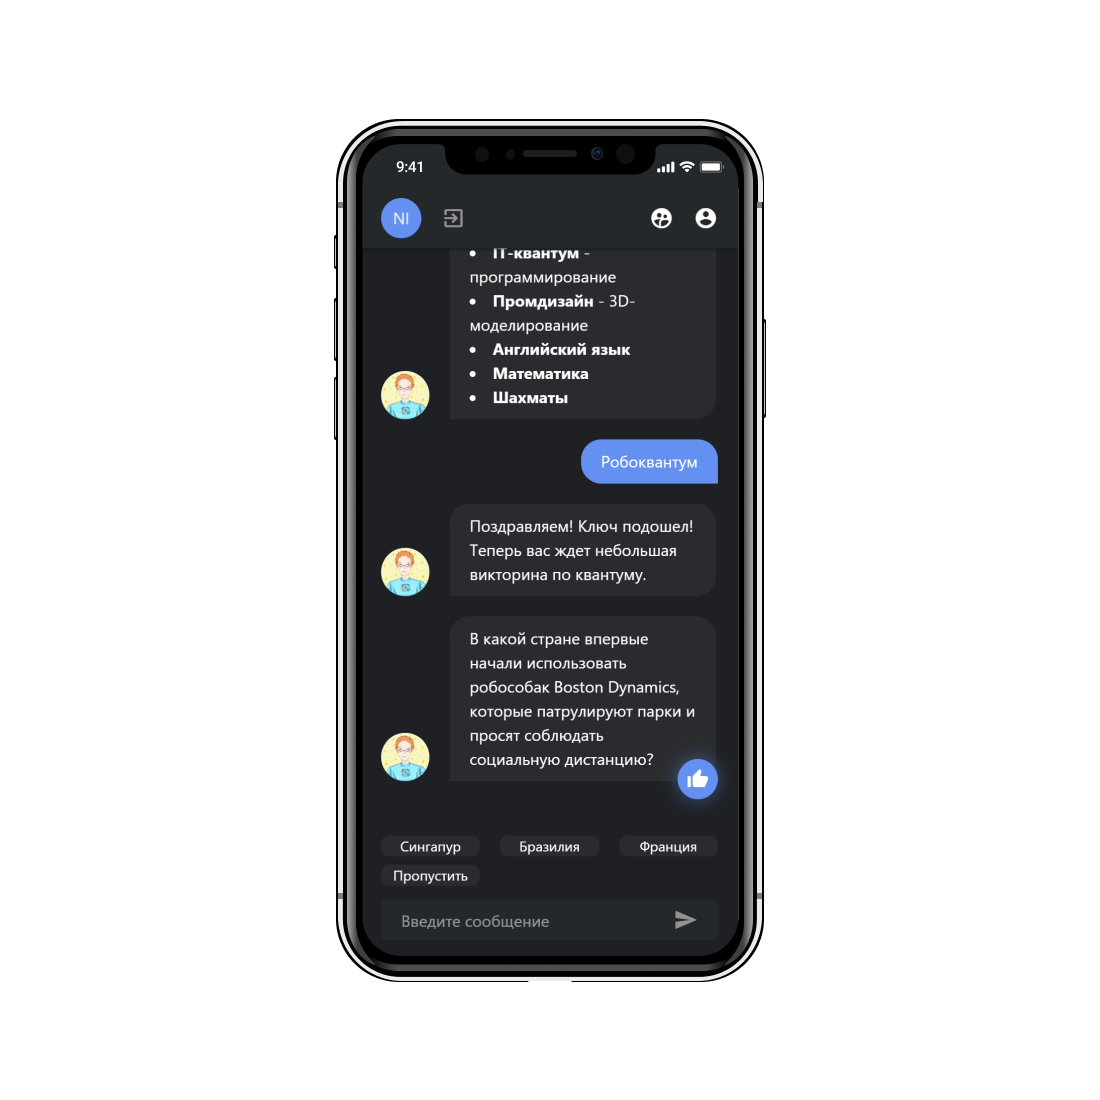 9:41
NI
• IT-квантум -
программирование
• Промдизайн - 3D-
моделирование
• Английский язык
• Математика
• Шахматы
Робоквантум
Поздравляем! Ключ подошел!
Теперь вас ждет небольшая
викторина по квантуму.
В какой стране впервые
начали использовать
робособак Boston Dynamics,
которые патрулируют парки и
просят соблюдать
социальную дистанцию?
Сингапур
Бразилия
Франция
Пропустить
Введите сообщение